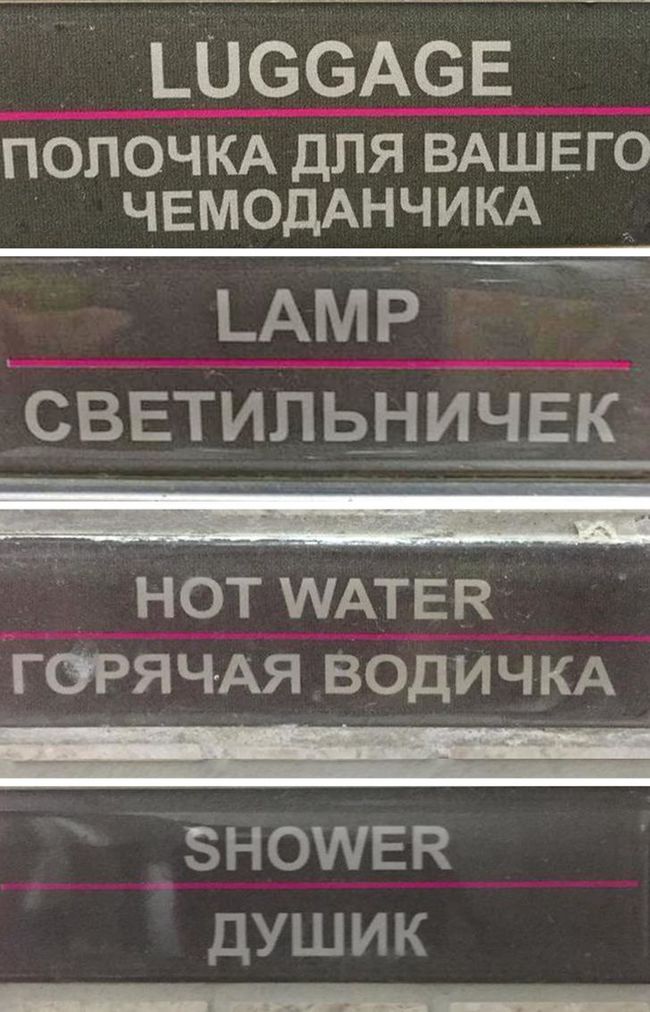 LUGGAGE
ПОЛОЧКА ДЛЯ ВАШЕГО
ЧЕМОДАНЧИКА
LAMP
СВЕТИЛЬНИЧЕК
HOT WATER
ГОРЯЧАЯ ВОДИЧКА
SHOWER
ДУШИК